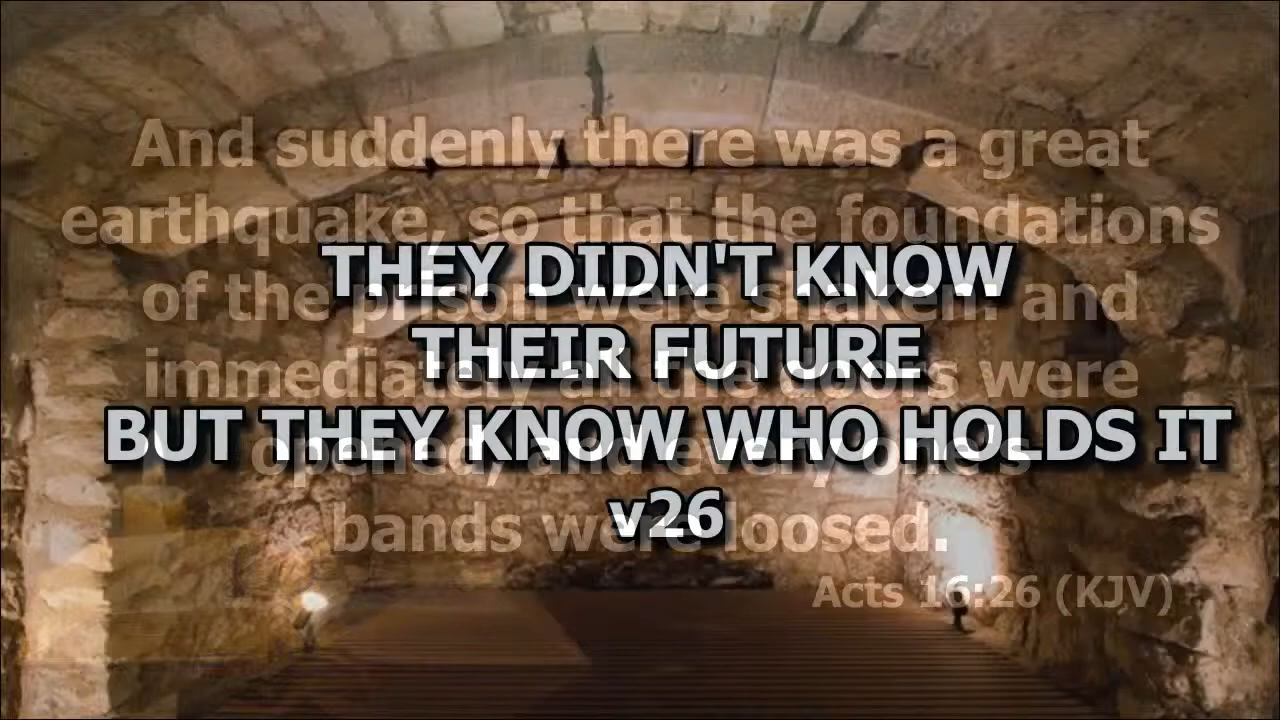 And suddenly there was a great
earthquake, so that the foundations
of the prison were shaken: and
immediately all the doors were
opened, and every one's
bands were loosed.
Acts 16:26 (KJV)
THEY DIDN'T KNOW
THEIR FUTURE
BUT THEY KNOW WHO HOLDS IT
v26